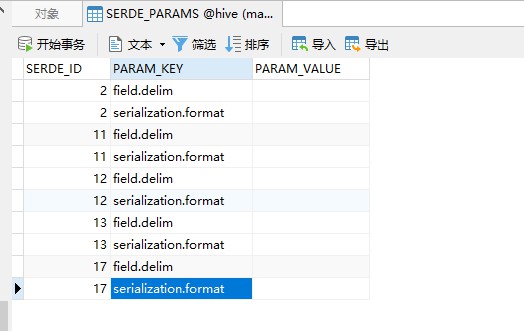 对象 SERDE_PARAMS @hive (ma...
开始事务 文本 筛选 排序 导入 导出
SERDE_ID PARAM_KEY PARAM_VALUE
2 field.delim
2 serialization.format
11 field.delim
11 serialization.format
12 field.delim
12 serialization.format
13 field.delim
13 serialization.format
17 field.delim
17 serialization.format